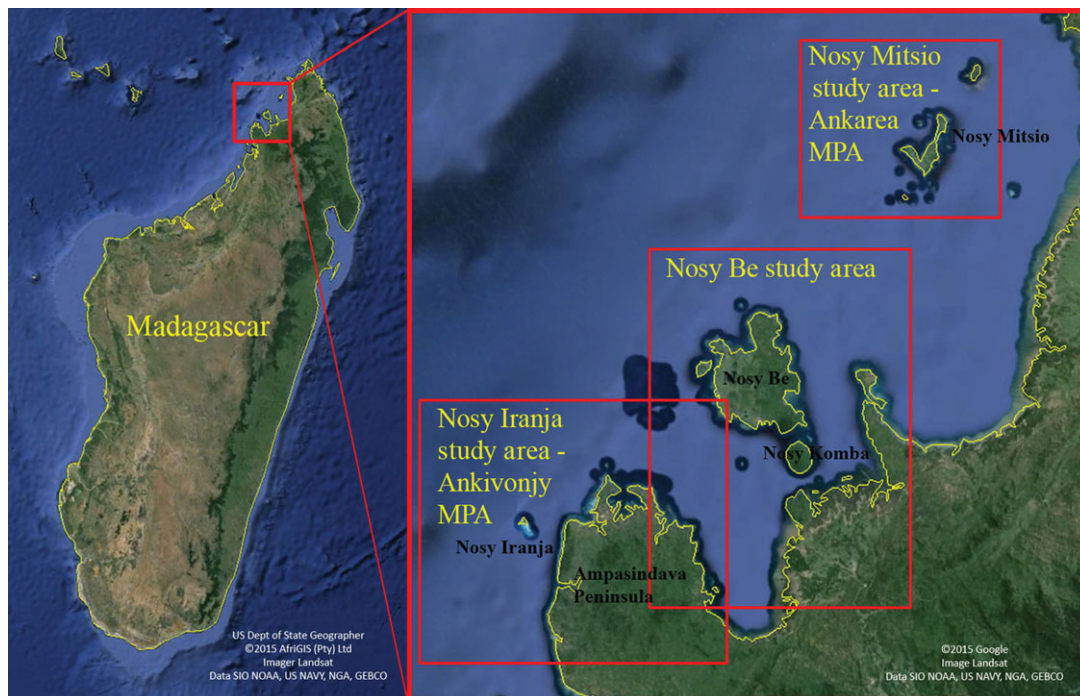 Madagascar
US Dept of State Geographer
©2015 AfriGIS (Pty) Ltd
Imager Landsat
Data SIO NOAA, US NAVY, NGA, GEBCO
Nosy Mitsio
study area -
Ankarea
MPA
Nosy Mitsio
Nosy Be study area
Nosy Be
Nosy Komba
Nosy Iranja
study area -
Ankivonjy
MPA
Nosy Iranja
Ampasindava
Peninsula
©2015 Google
Image Landsat
Data SIO NOAA, US NAVY, NGA, GEBCO